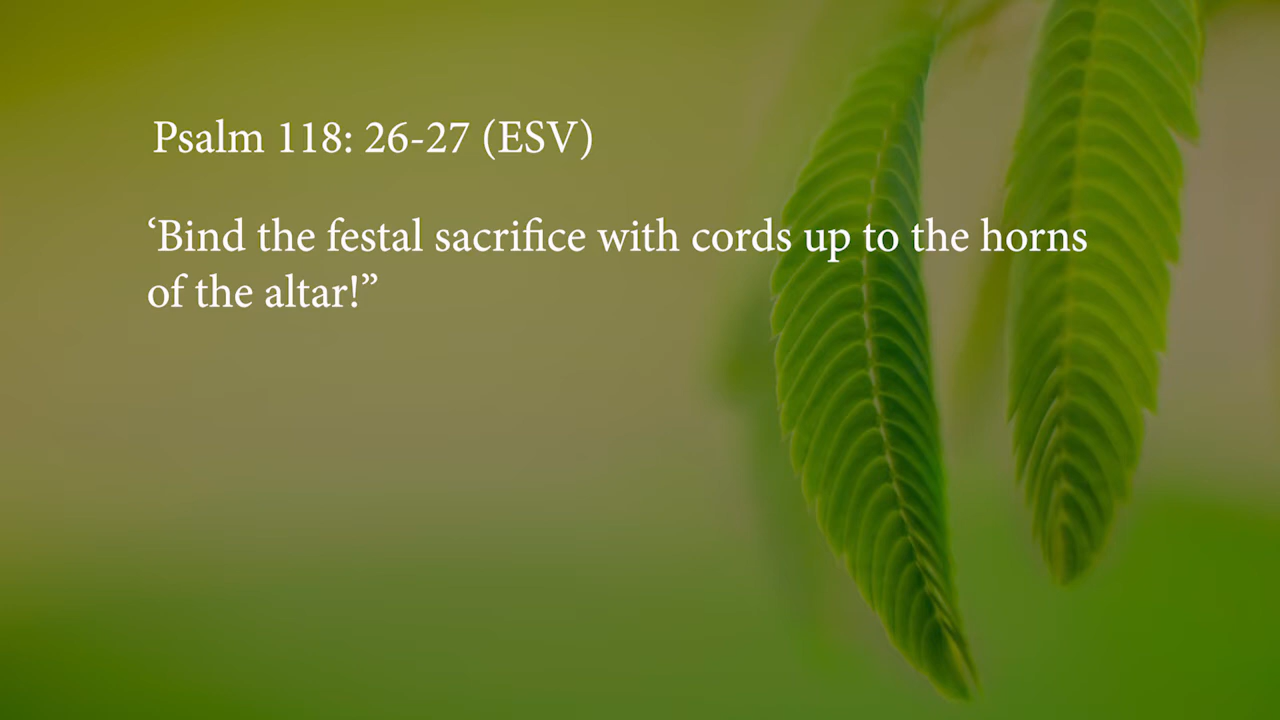 Psalm 118: 26-27 (ESV)
‘Bind the festal sacrifice with cords up to the horns
of the altar!”